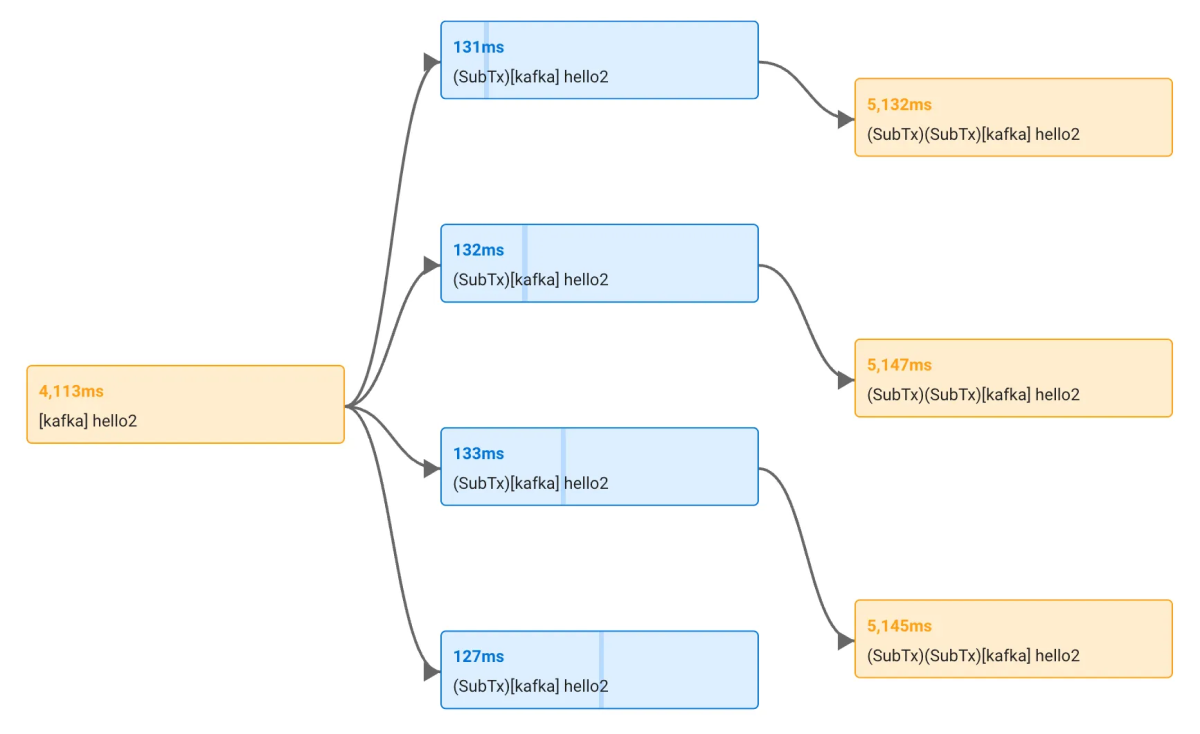 4,113ms
[kafka] hello2
131ms
(SubTx)[kafka] hello2
132ms
(SubTx)[kafka] hello2
133ms
(SubTx)[kafka] hello2
127ms
(SubTx)[kafka] hello2
5,132ms
(SubTx)(SubTx)[kafka] hello2
5,147ms
(SubTx)(SubTx)[kafka] hello2
5,145ms
(SubTx)(SubTx)[kafka] hello2